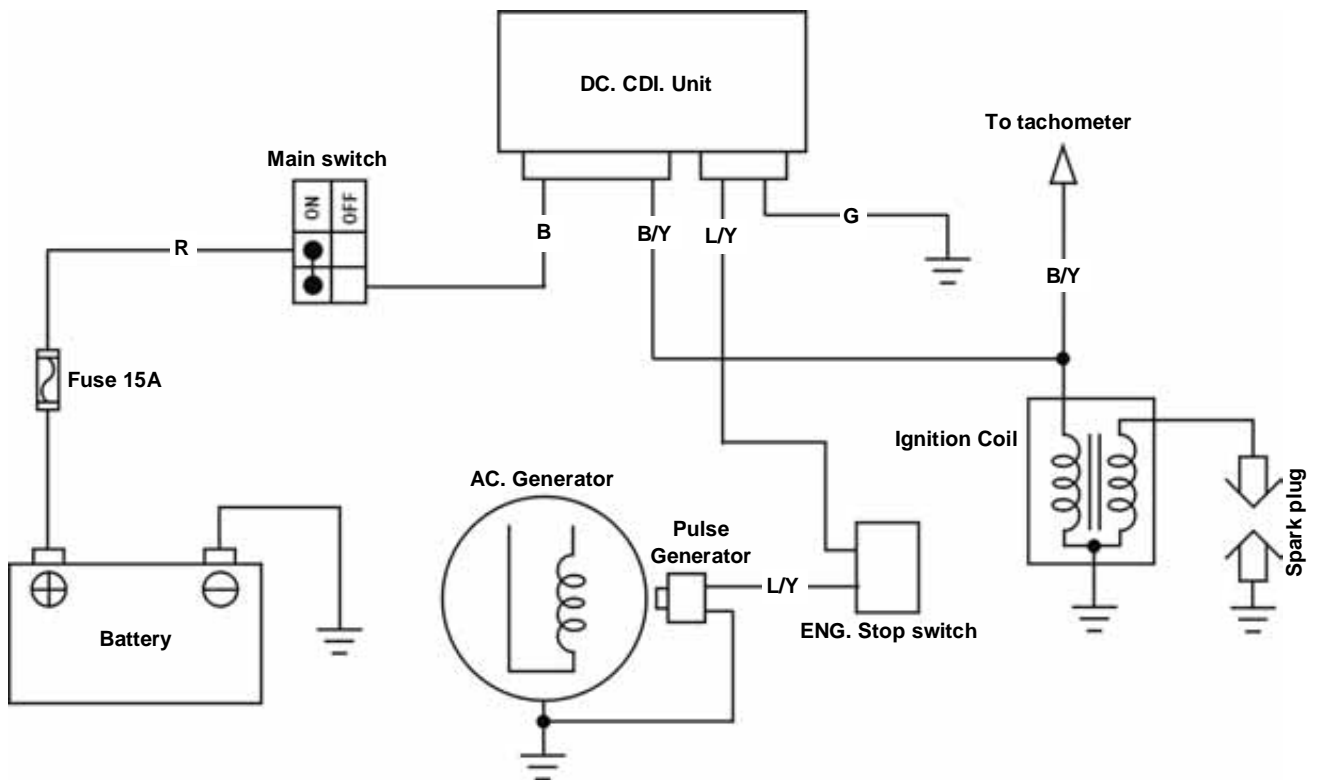 DC. CDI. Unit
To tachometer
Main switch
ON
OFF
R
B
B/Y
L/Y
G
B/Y
Fuse 15A
Ignition Coil
AC. Generator
Pulse
Generator
L/Y
Spark plug
ENG. Stop switch
Battery